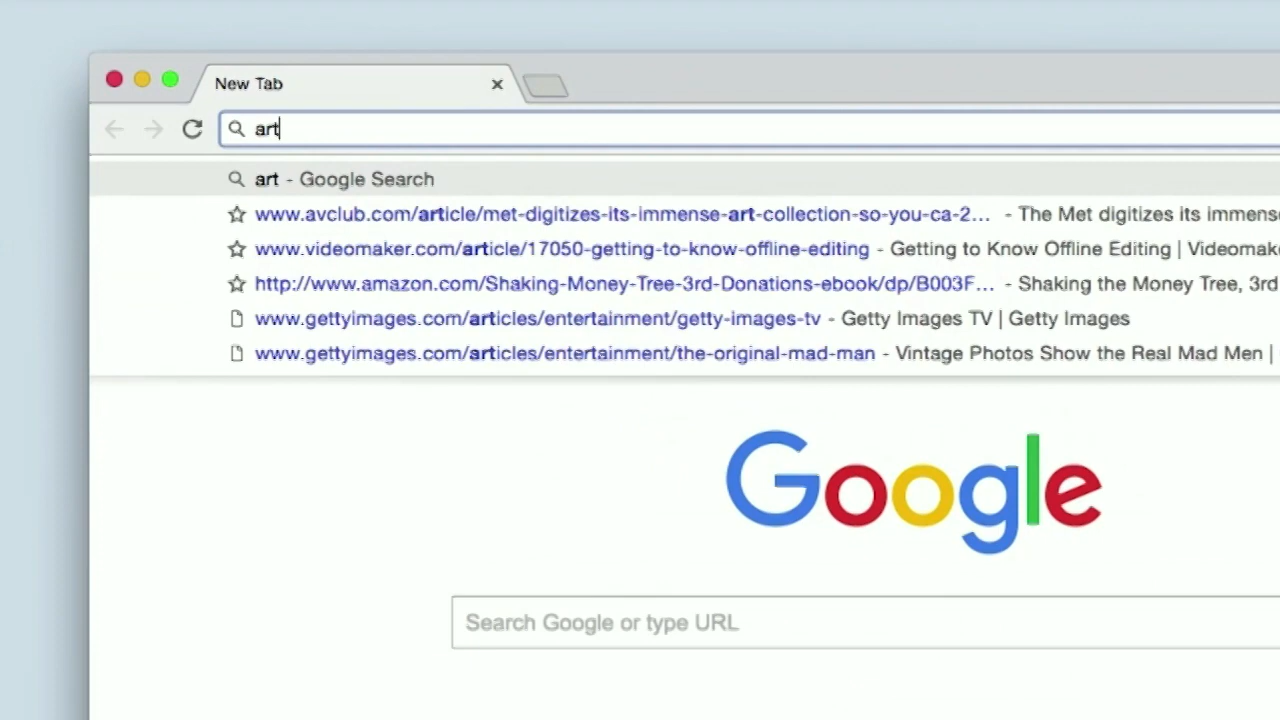 New Tab
art
art - Google Search
www.avclub.com/article/met-digitizes-its-immense-art-collection-so-you-ca-2... - The Met digitizes its immens
www.videomaker.com/article/17050-getting-to-know-offline-editing - Getting to Know Offline Editing | Videomak
http://www.amazon.com/Shaking-Money-Tree-3rd-Donations-ebook/dp/B003F... - Shaking the Money Tree, 3rd
www.gettyimages.com/articles/entertainment/getty-images-tv - Getty Images TV | Getty Images
www.gettyimages.com/articles/entertainment/the-original-mad-man - Vintage Photos Show the Real Mad Men |
Google
Search Google or type URL